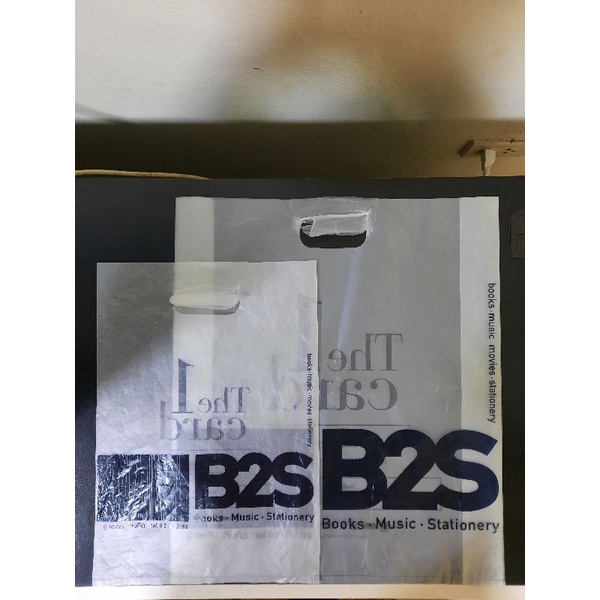 books·music movies·stationery
The 1
card
books·music·movies·stationery
B2S
Books · Music · Stationery
The
card
B2S
Books · Music · Stationery